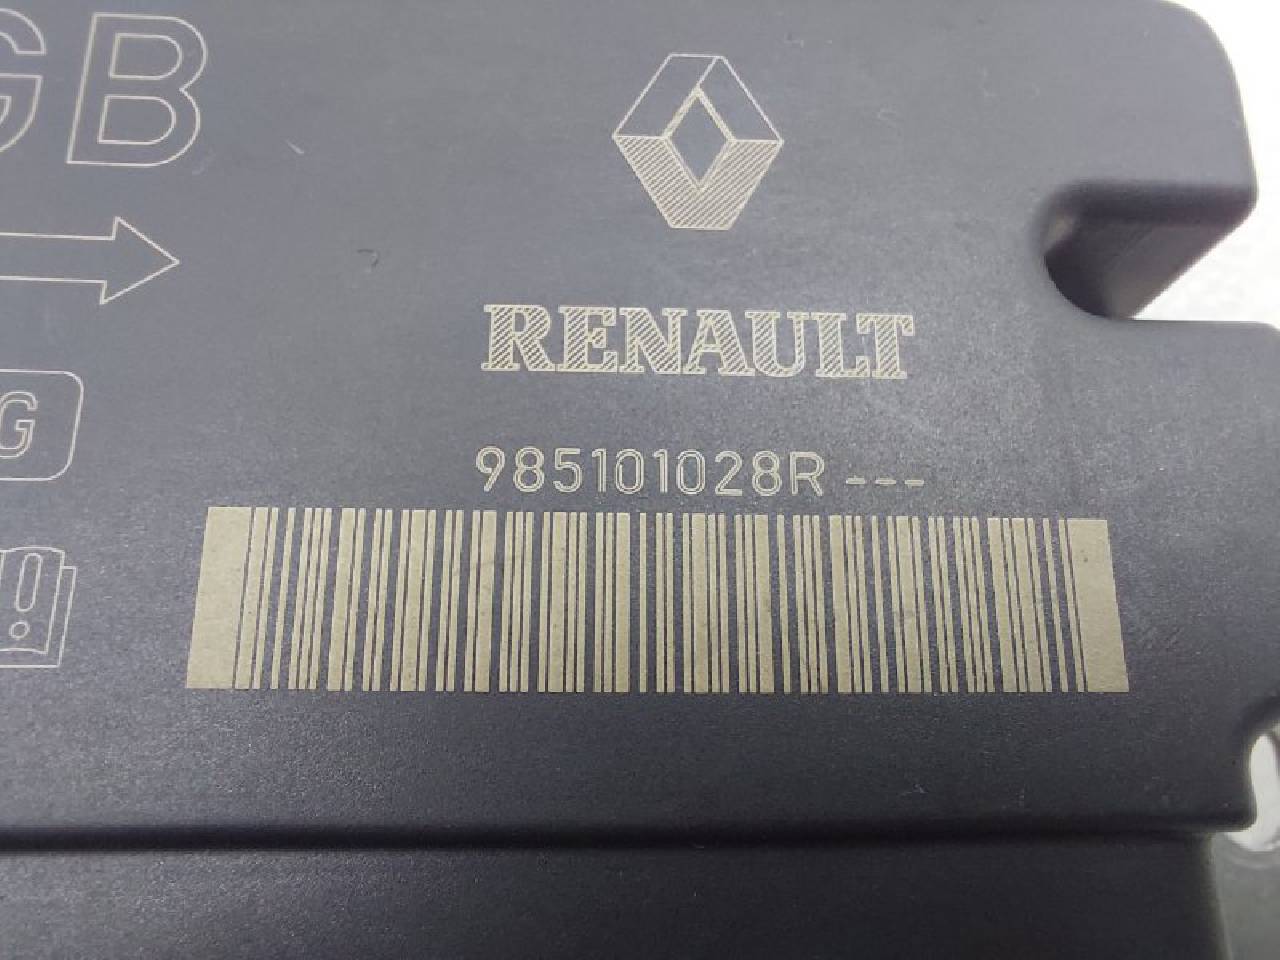 GB
RENAULT
985101028R ---
G